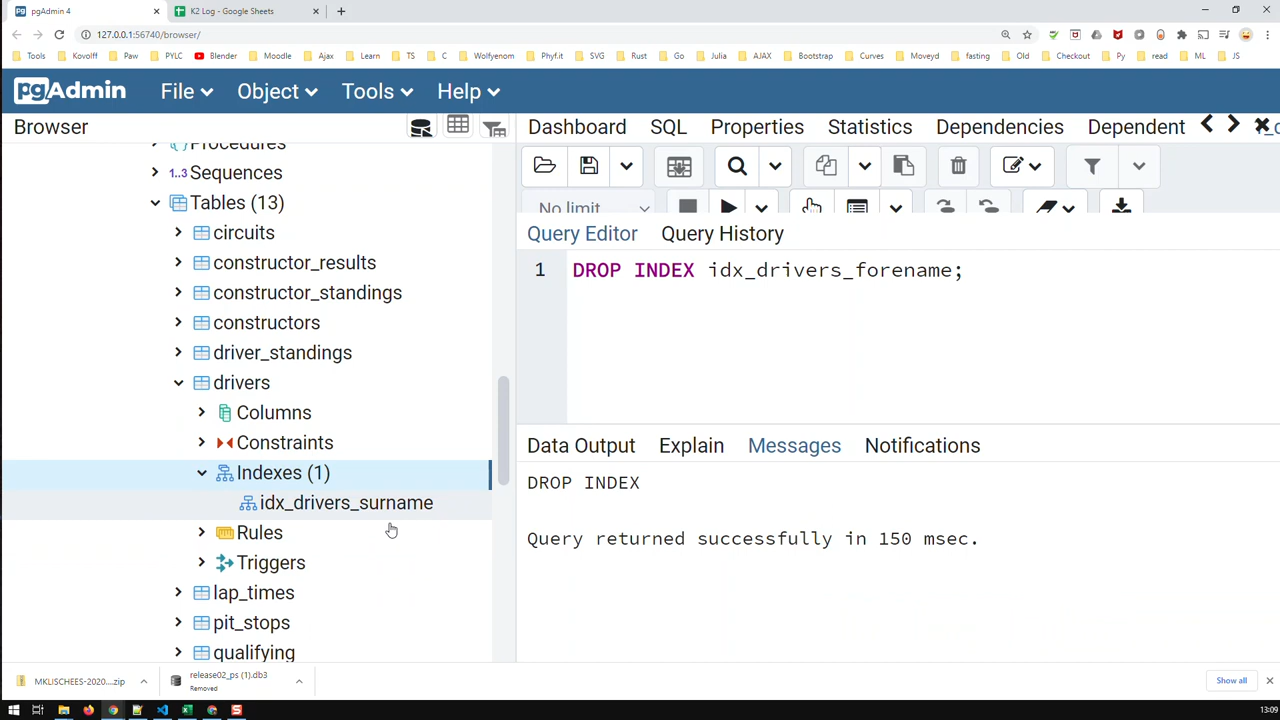 pgAdmin 4
K2 Log - Google Sheets
127.0.0.1:56740/browser/
Tools Kovolff Paw PYLC Blender Moodle Ajax Learn TS C Wolfyenom Phyf.it SVG Rust Go Julia AJAX Bootstrap Curves Moveyd fasting Old Checkout Py read ML JS
pgAdmin File Object Tools Help
Browser
Dashboard SQL Properties Statistics Dependencies Dependent
Procedures
1..3 Sequences
Tables (13)
circuits
constructor_results
constructor_standings
constructors
driver_standings
drivers
Columns
Constraints
Indexes (1)
idx_drivers_surname
Rules
Triggers
lap_times
pit_stops
qualifying
No limit
Query Editor Query History
1 DROP INDEX idx_drivers_forename;
Data Output Explain Messages Notifications
DROP INDEX
Query returned successfully in 150 msec.
MKLISCHEES-2020....zip
release02_ps (1).db3
Removed
Show all
13:09